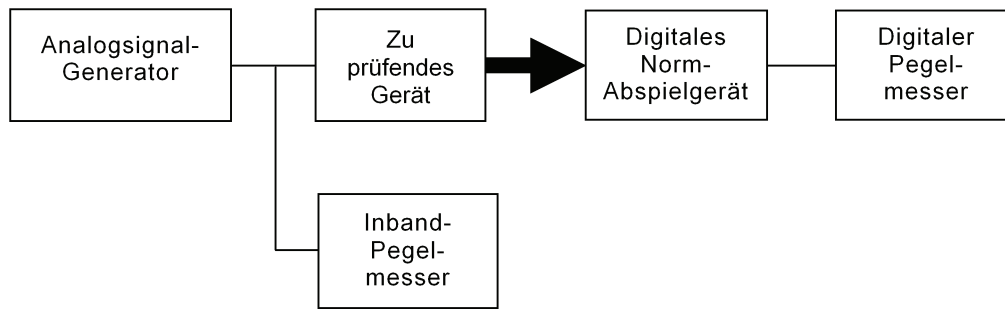 Analogsignal-
Generator
Zu
prüfendes
Gerät
Digitales
Norm-
Abspielgerät
Digitaler
Pegel-
messer
Inband-
Pegel-
messer